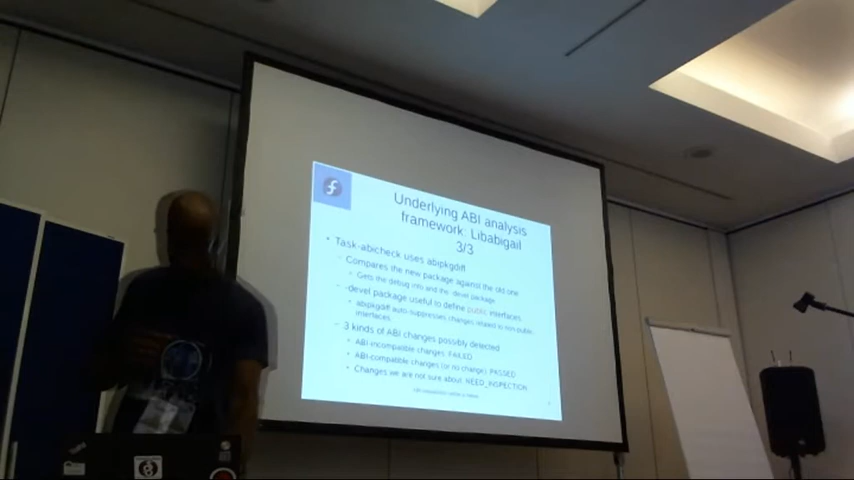 Underlying ABI analysis
framework: Libabigail
3/3
Task-abicheck uses abipkgdiff
Compares the new package against the old one
Gets the debug info and the -devel package
-devel package useful to define public interfaces
abipkgdiff auto-suppresses changes related to non-public
interfaces
3 kinds of ABI changes possibly detected
ABI incompatible changes: FAILED
ABI-compatible changes (or no change): PASSED
Changes we are not sure about: NEED_INSPECTION